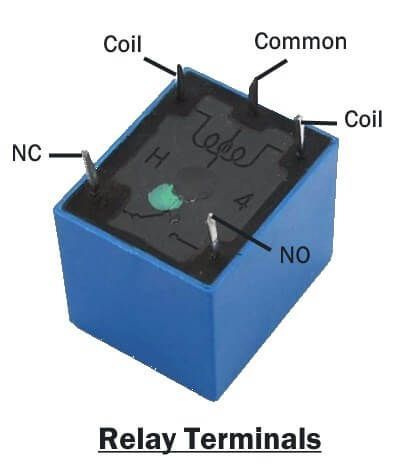 Coil
Common
Coil
NC
H
4
NO
Relay Terminals